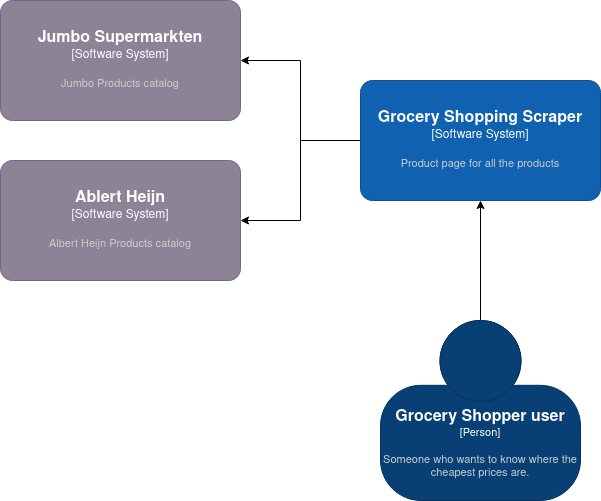 Jumbo Supermarkten
[Software System]
Jumbo Products catalog
Grocery Shopping Scraper
[Software System]
Product page for all the products
Ablert Heijn
[Software System]
Albert Heijn Products catalog
Grocery Shopper user
[Person]
Someone who wants to know where the
cheapest prices are.